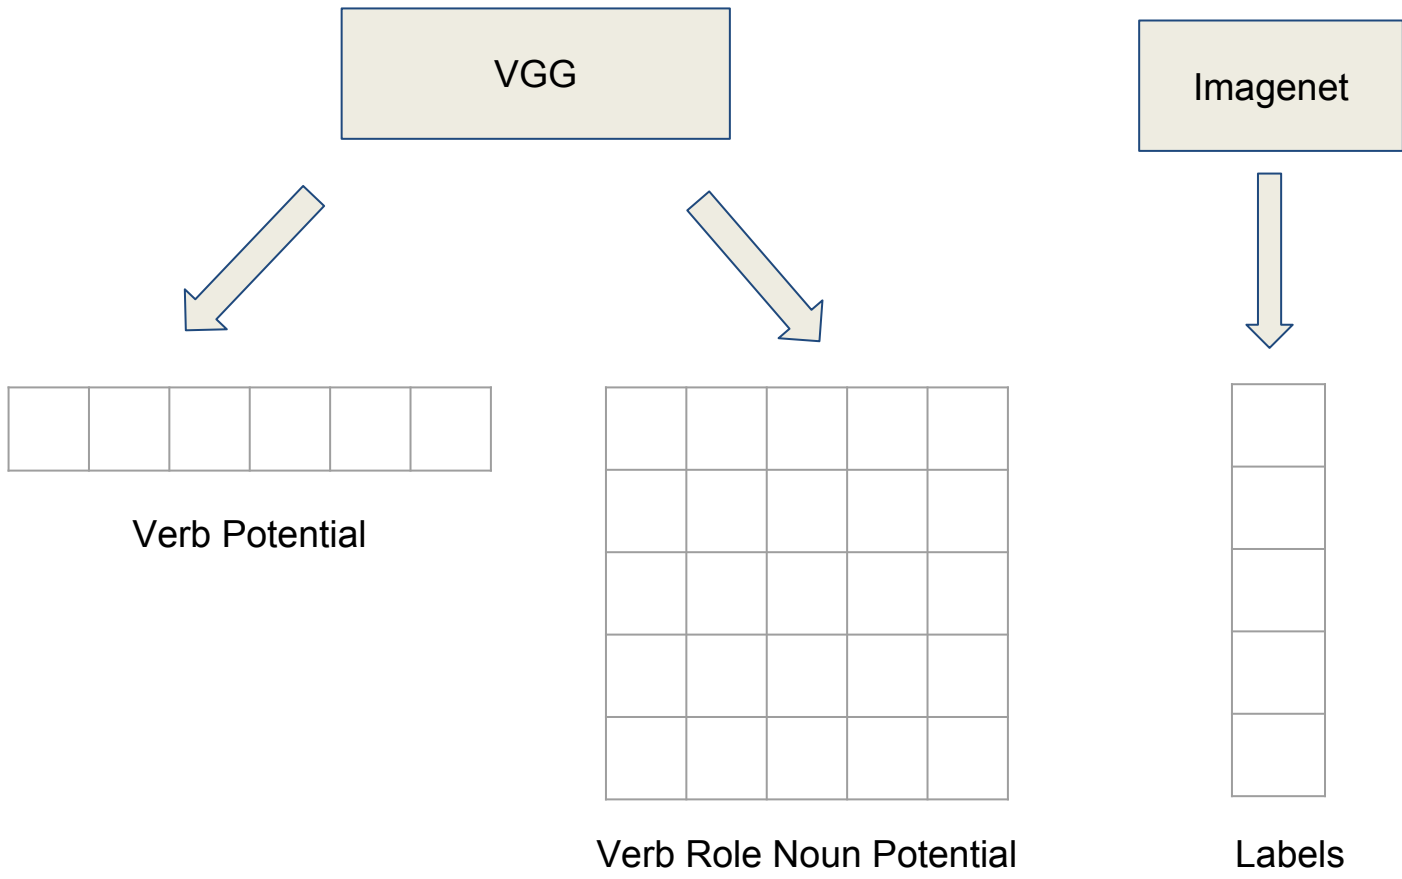 VGG
Imagenet
Verb Potential
Verb Role Noun Potential
Labels